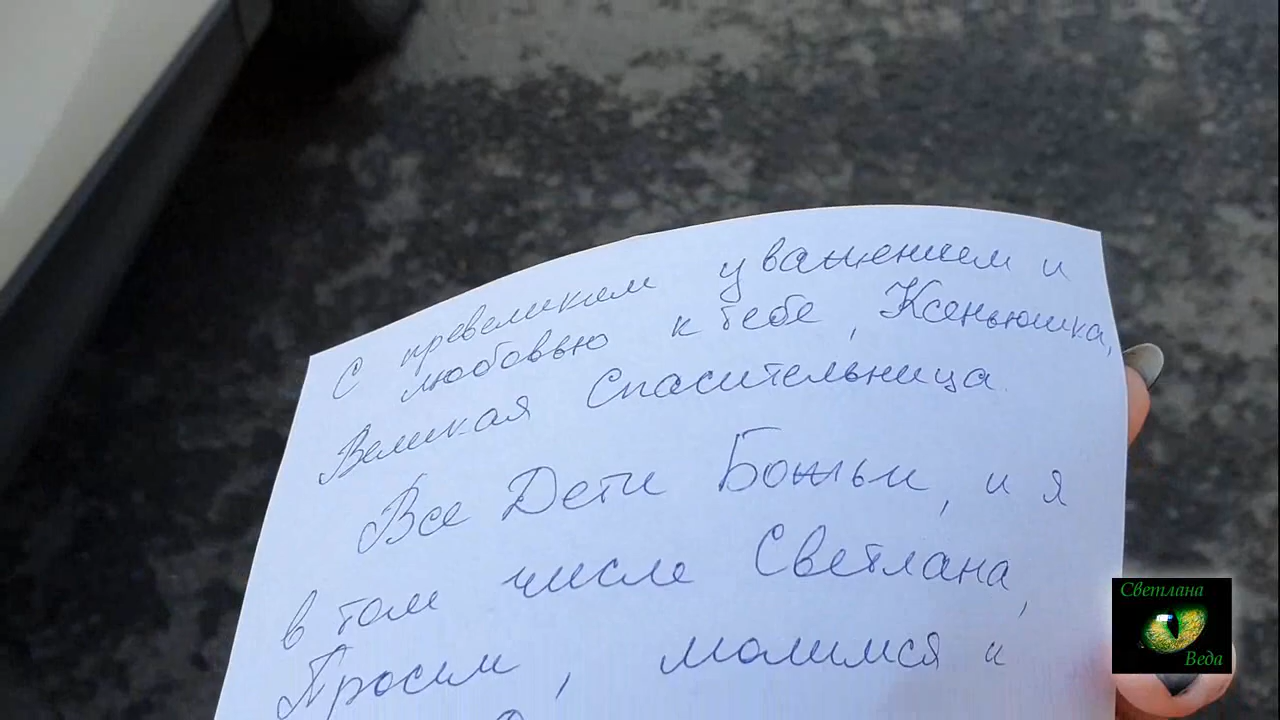 С превеликим уважением и
любовью к тебе, Ксеньюшка,
Великая Спасительница.
Все Дети Божьи, и я
в том числе Светлана,
Просим, молимся и
Светлана
Веда